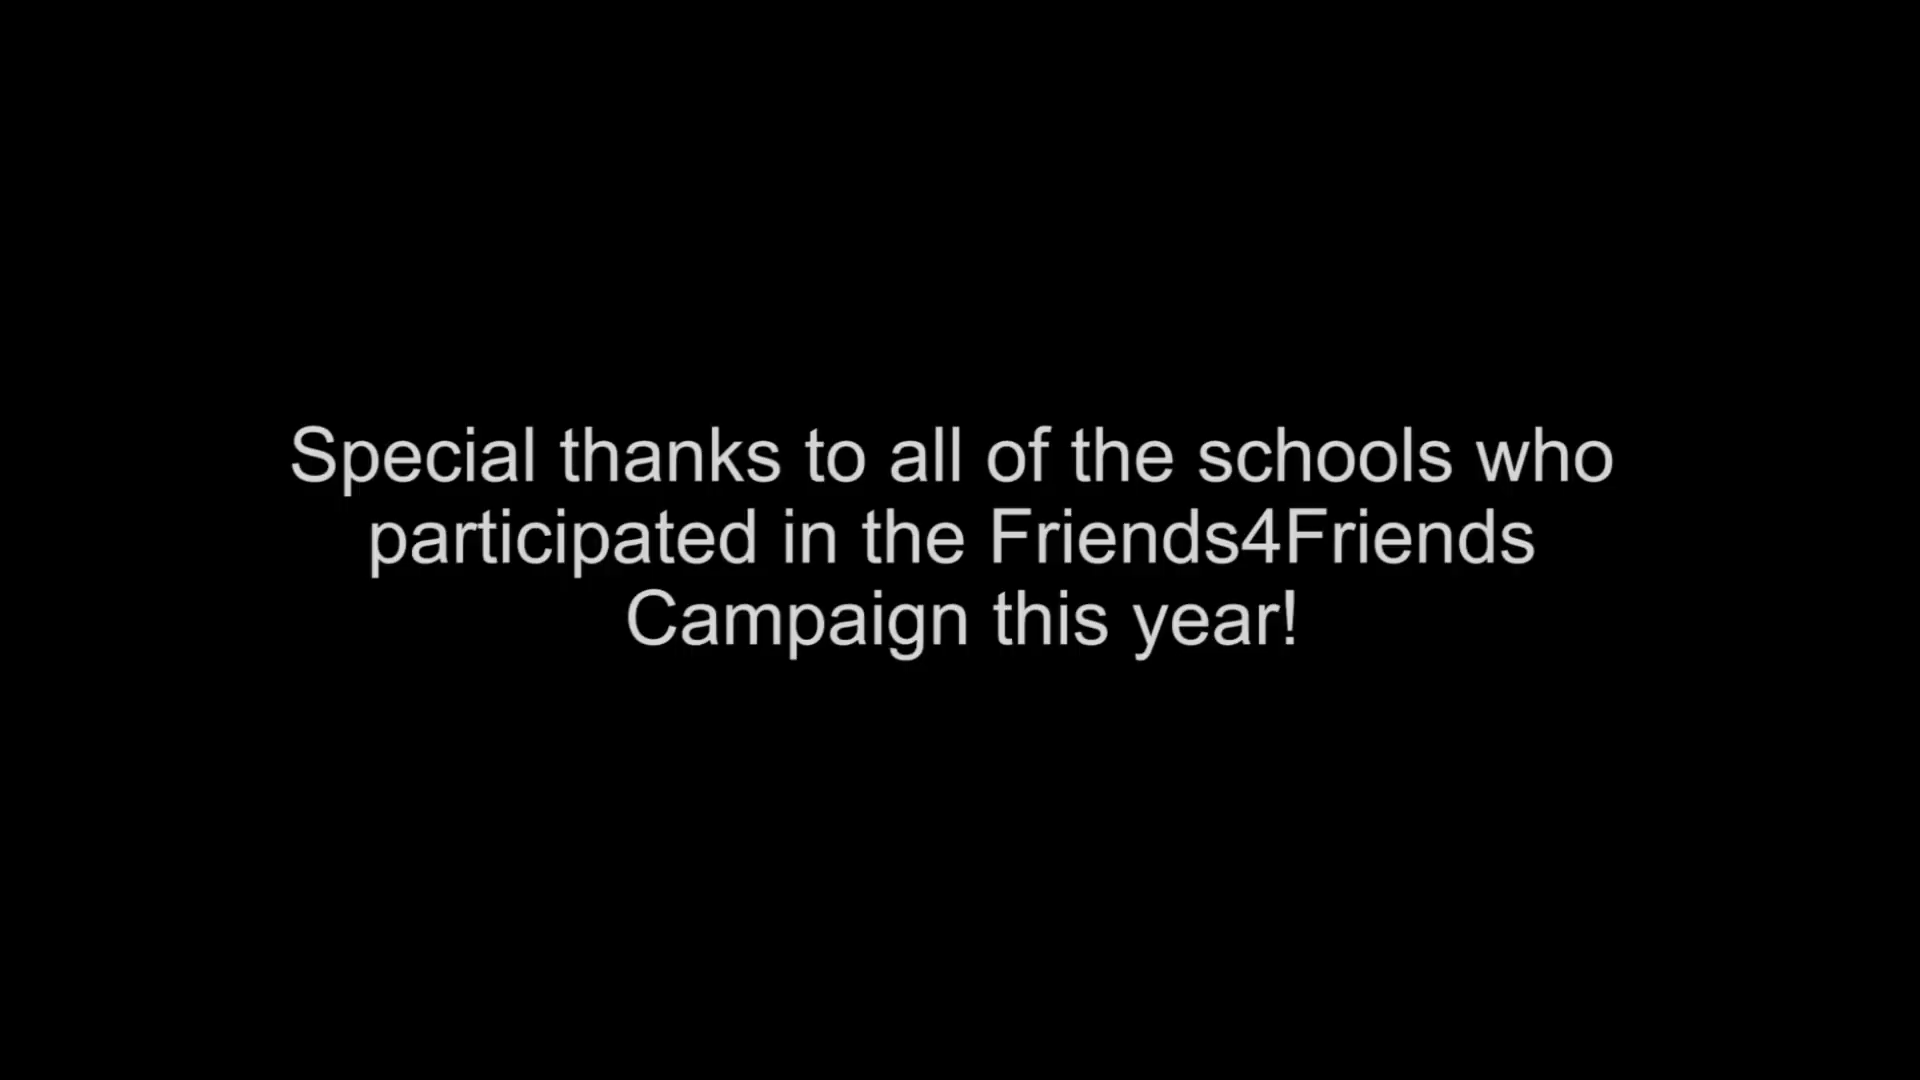 Special thanks to all of the schools who
participated in the Friends4Friends
Campaign this year!